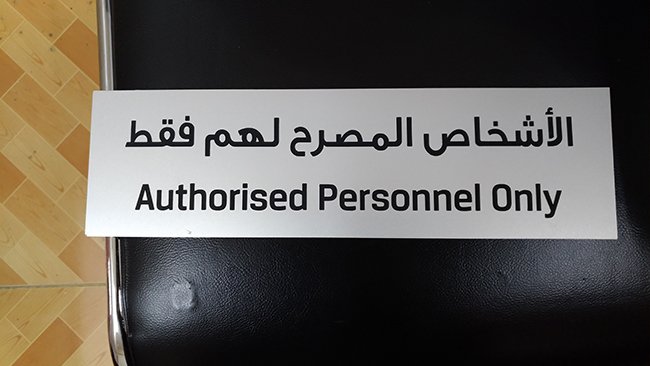 الأشخاص المصرح لهم فقط
Authorised Personnel Only